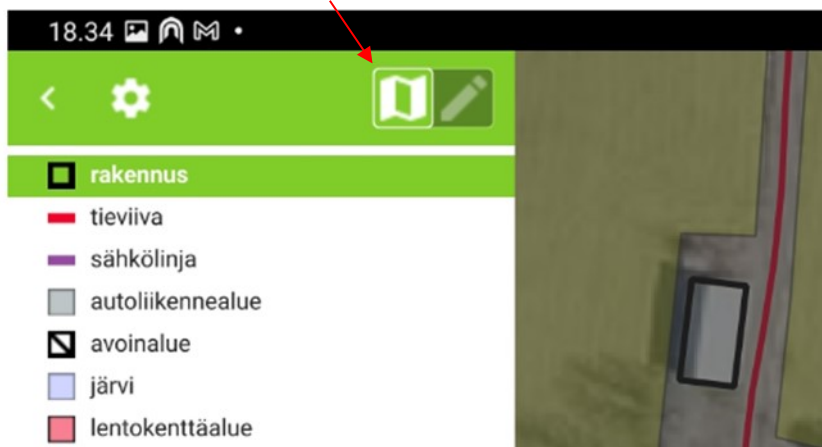 18.34
rakennus
tieviiva
sähkölinja
autoliikennealue
avoinalue
järvi
lentokenttäalue